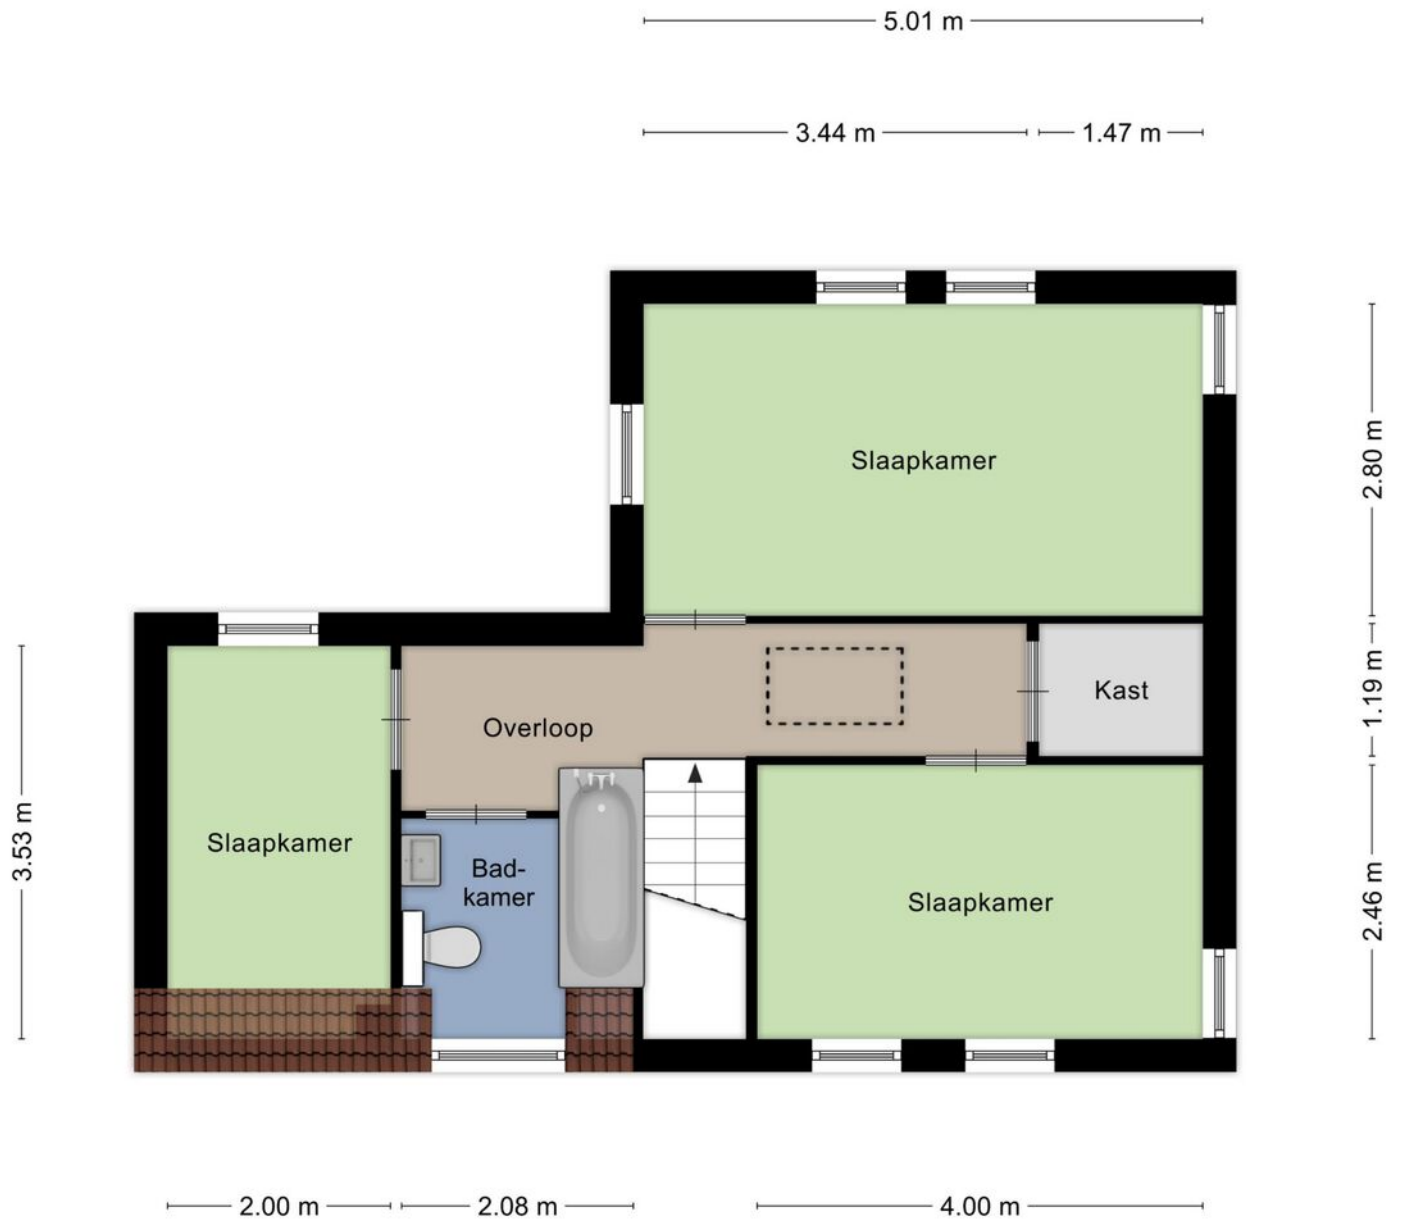 5.01 m
3.44 m
1.47 m
Slaapkamer
2.80 m
Kast
1.19 m
Overloop
Slaapkamer
3.53 m
Bad-
kamer
Slaapkamer
2.46 m
2.00 m
2.08 m
4.00 m